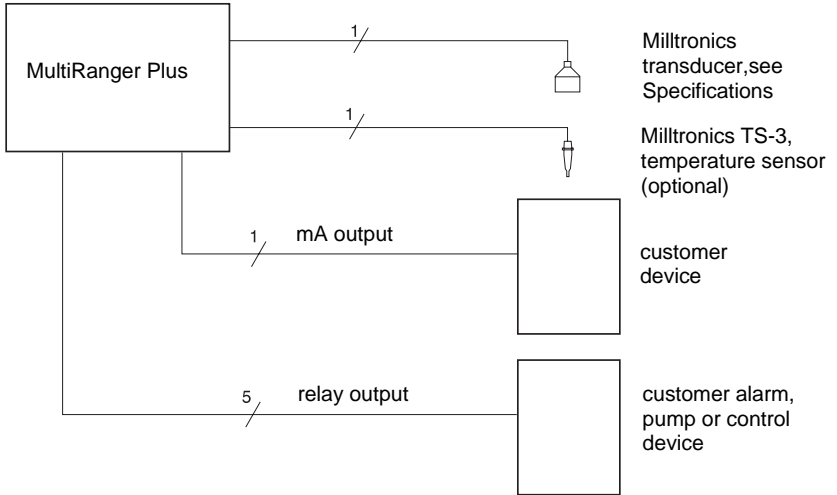 MultiRanger Plus
1
Milltronics
transducer,see
Specifications
1
Milltronics TS-3,
temperature sensor
(optional)
1
mA output
customer
device
5
relay output
customer alarm,
pump or control
device